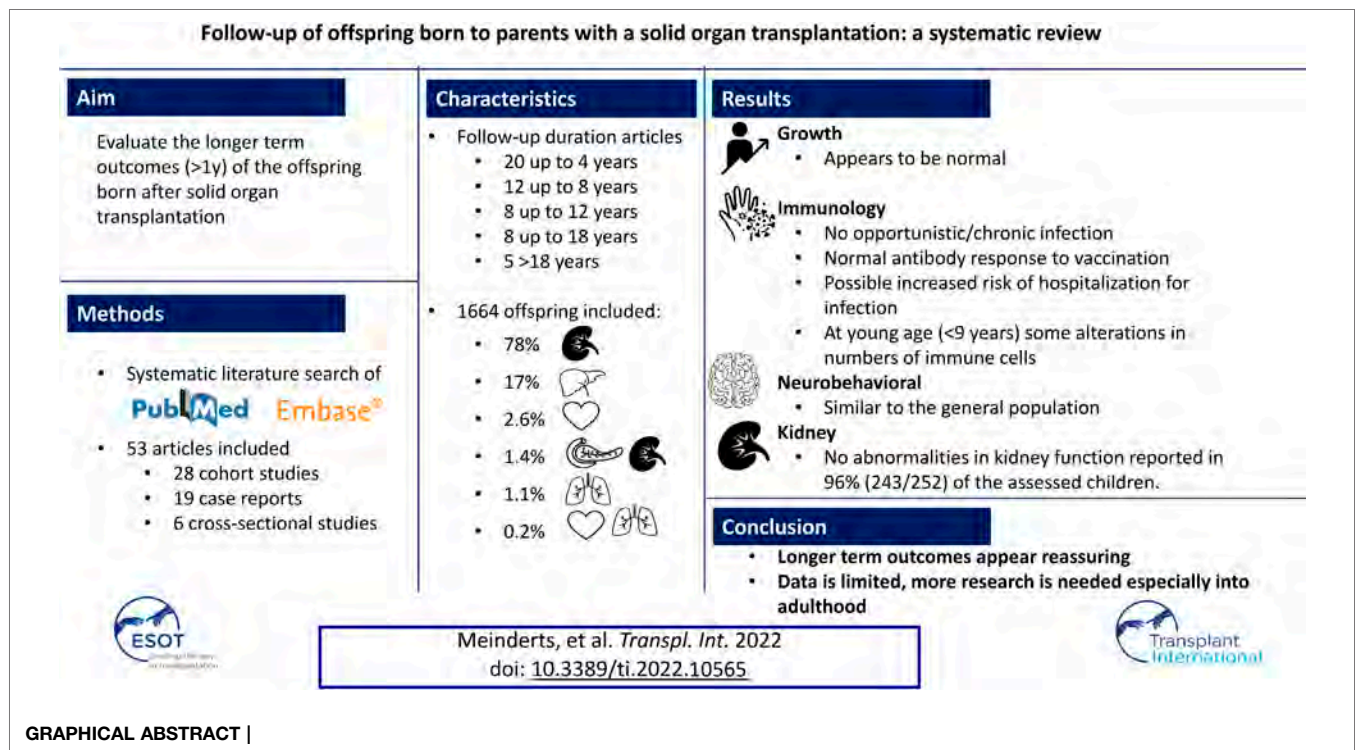 Follow-up of offspring born to parents with a solid organ transplantation: a systematic review
Aim
Evaluate the longer term
outcomes (>1y) of the offspring
born after solid organ
transplantation
Methods
• Systematic literature search of
PubMed Embase®
• 53 articles included
• 28 cohort studies
• 19 case reports
• 6 cross-sectional studies
Characteristics
• Follow-up duration articles
• 20 up to 4 years
• 12 up to 8 years
• 8 up to 12 years
• 8 up to 18 years
• 5 >18 years
• 1664 offspring included:
• 78%
• 17%
• 2.6%
• 1.4%
• 1.1%
• 0.2%
Results
Growth
• Appears to be normal
Immunology
• No opportunistic/chronic infection
• Normal antibody response to vaccination
• Possible increased risk of hospitalization for
infection
• At young age (<9 years) some alterations in
numbers of immune cells
Neurobehavioral
• Similar to the general population
Kidney
• No abnormalities in kidney function reported in
96% (243/252) of the assessed children.
Conclusion
• Longer term outcomes appear reassuring
• Data is limited, more research is needed especially into
adulthood
ESOT
Meinderts, et al. Transpl. Int. 2022
doi: 10.3389/ti.2022.10565
Transplant
International
GRAPHICAL ABSTRACT |